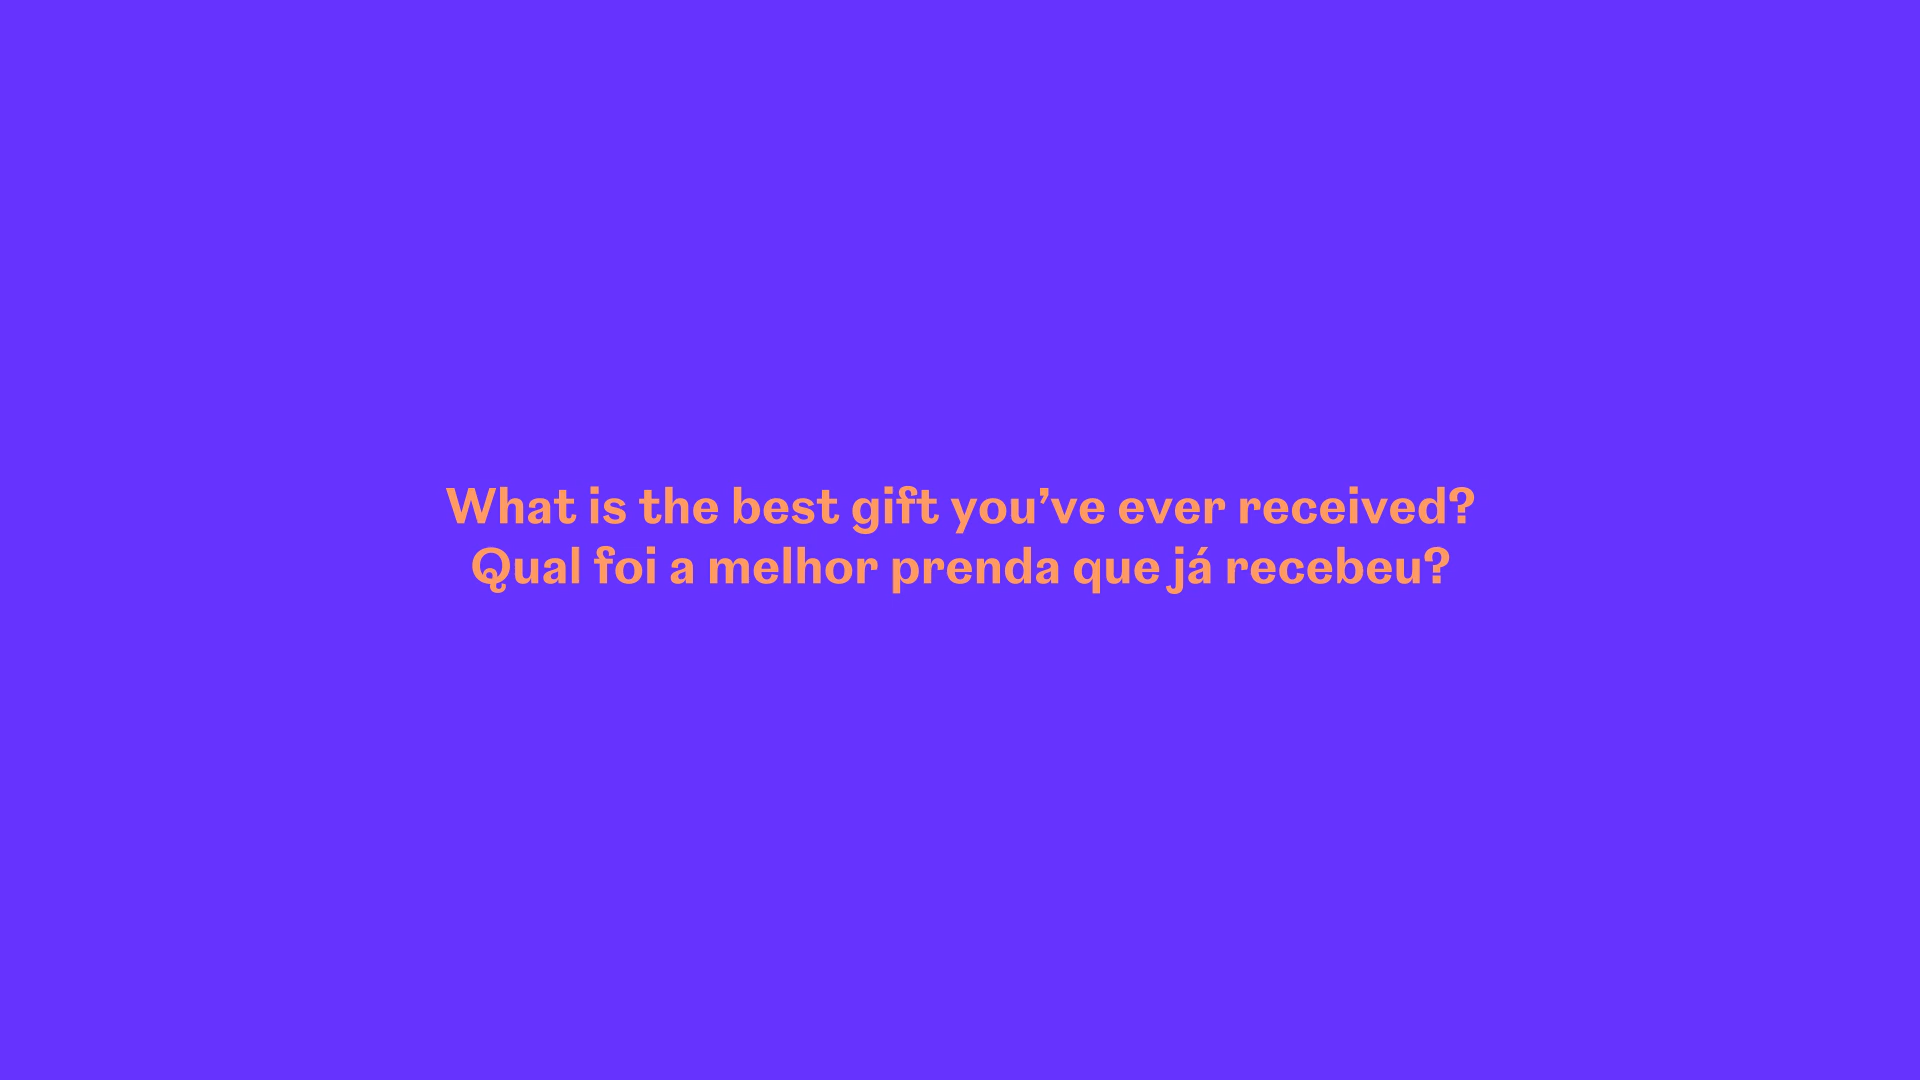 What is the best gift you’ve ever received?
Qual foi a melhor prenda que já recebeu?